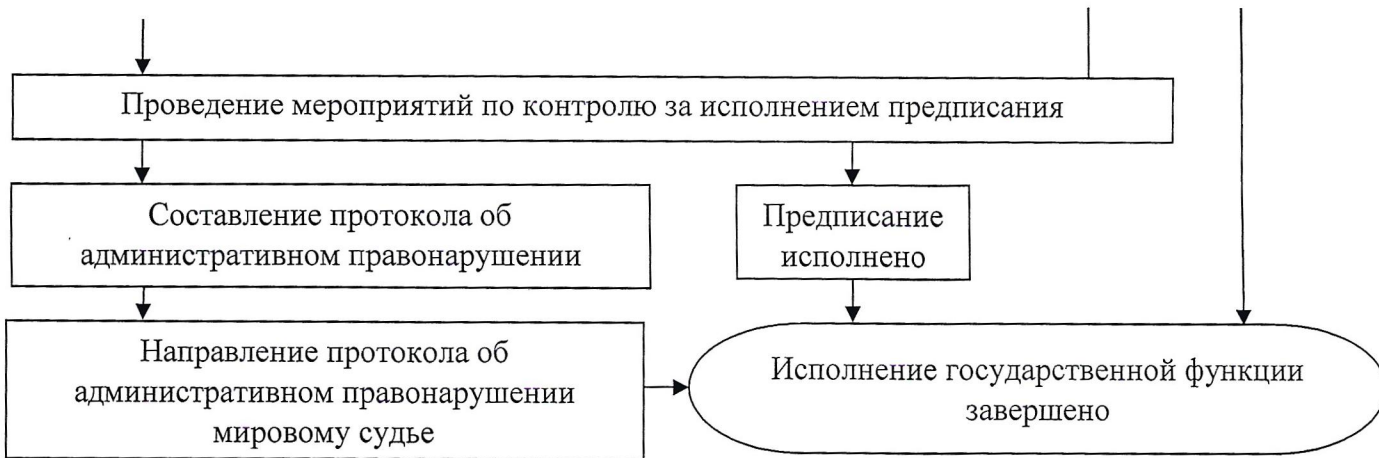 Проведение мероприятий по контролю за исполнением предписания
Составление протокола об
административном правонарушении
Предписание
исполнено
Направление протокола об
административном правонарушении
мировому судье
Исполнение государственной функции
завершено